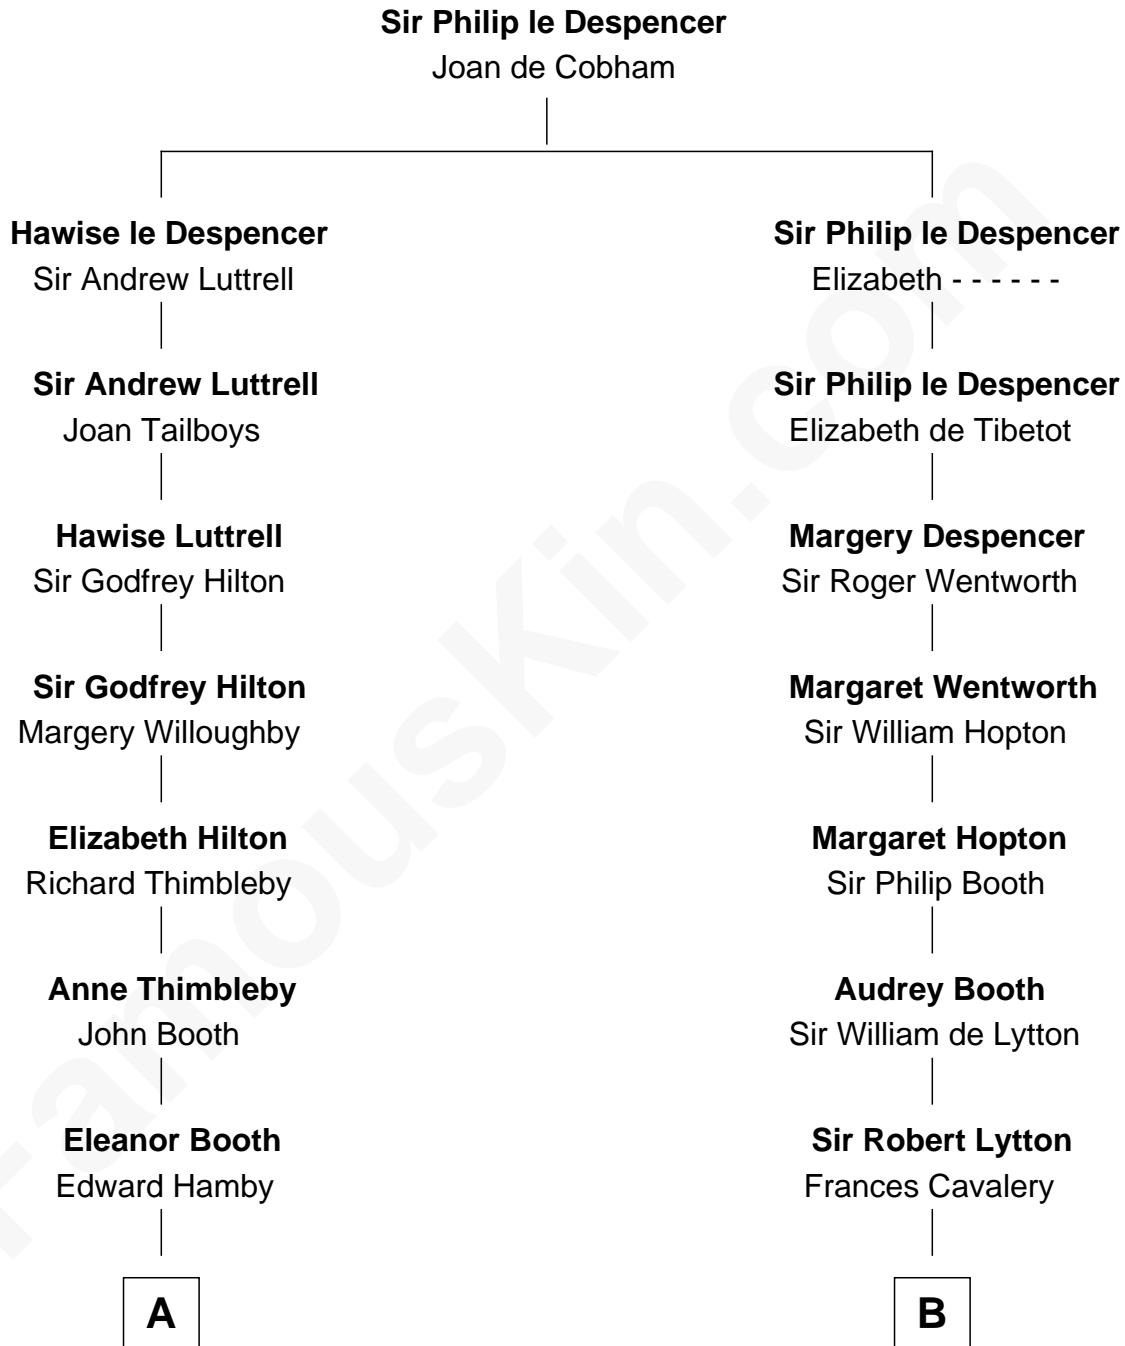 Sir Philip le Despencer
Joan de Cobham
Hawise le Despencer
Sir Andrew Luttrell
Sir Philip le Despencer
Elizabeth - - - - - -
Sir Andrew Luttrell
Joan Tailboys
Sir Philip le Despencer
Elizabeth de Tibetot
Hawise Luttrell
Sir Godfrey Hilton
Margery Despencer
Sir Roger Wentworth
Sir Godfrey Hilton
Margery Willoughby
Margaret Wentworth
Sir William Hopton
Elizabeth Hilton
Richard Thimbleby
Margaret Hopton
Sir Philip Booth
Anne Thimbleby
John Booth
Audrey Booth
Sir William de Lytton
Eleanor Booth
Edward Hamby
Sir Robert Lytton
Frances Cavalery
A
B
FamousKin.com